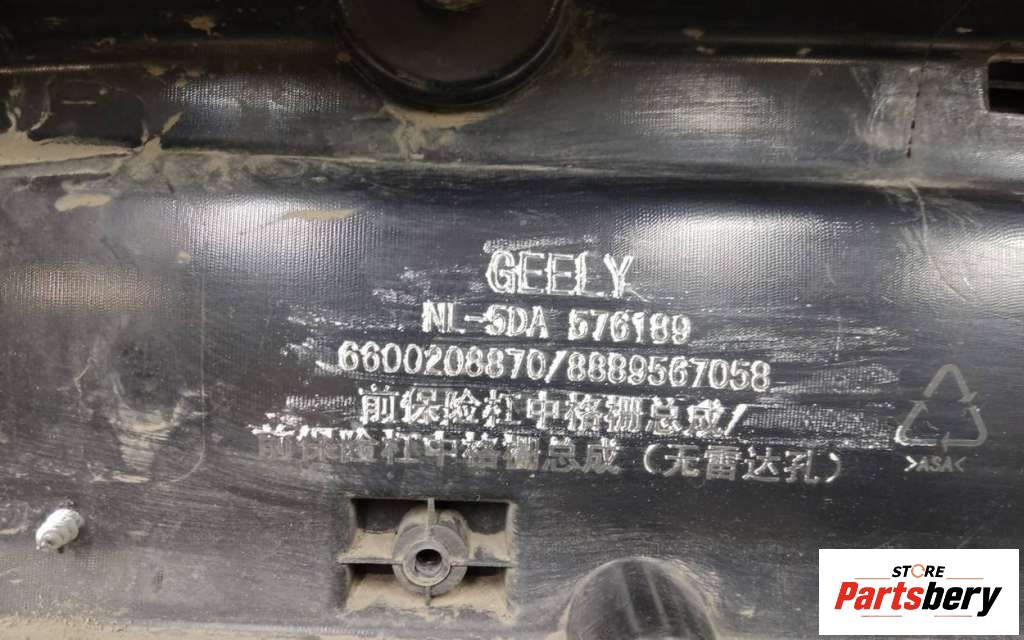 GEELY
NL-5DA 576189
6600208870/8889567058
前保险杠中格栅总成/
前保险杠中格栅总成（无雷达孔）
>ASA<
STORE
Partsbery